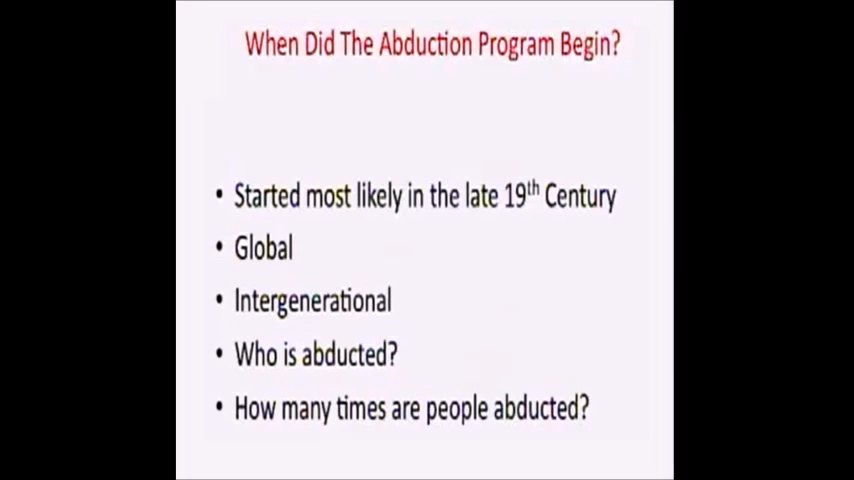 When Did The Abduction Program Begin?
• Started most likely in the late 19th Century
• Global
• Intergenerational
• Who is abducted?
• How many times are people abducted?